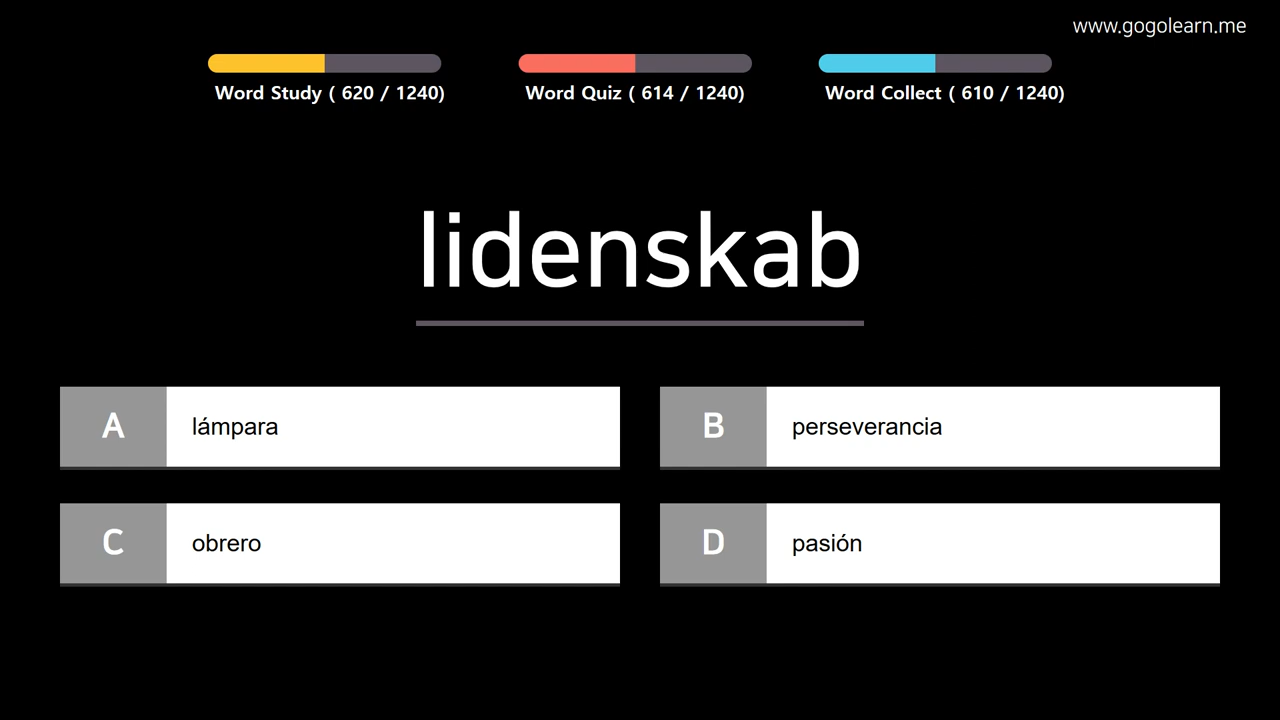 www.gogolearn.me
Word Study ( 620 / 1240)
Word Quiz ( 614 / 1240)
Word Collect ( 610 / 1240)
lidenskab
A lámpara
B perseverancia
C obrero
D pasión